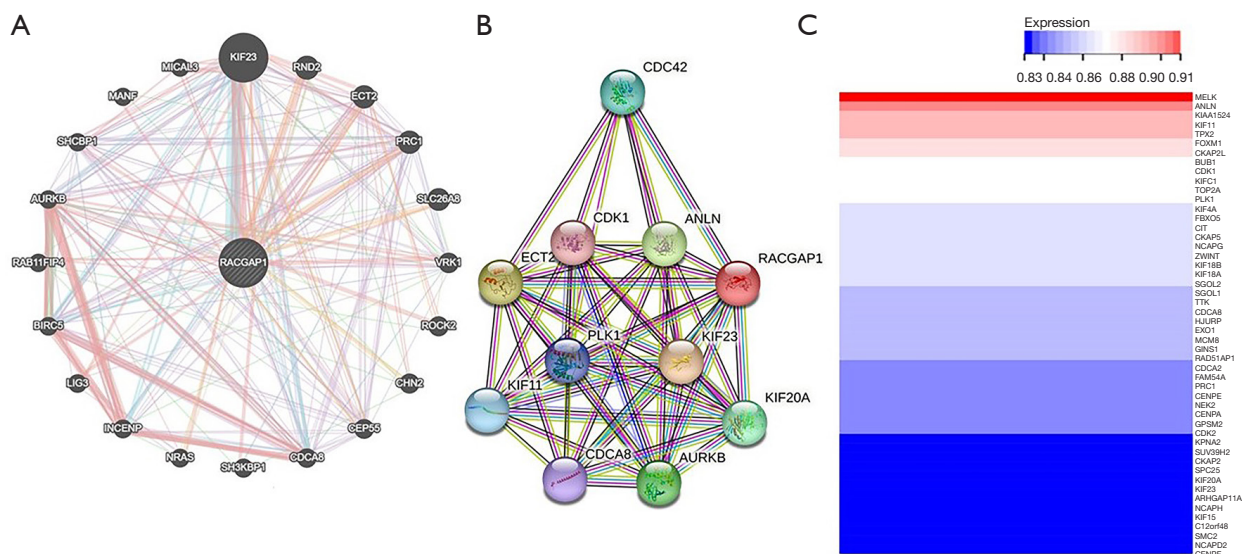 A
KIF23
MICAL3
RND2
MANF
ECT2
SHCBP1
PRC1
AURKB
SLC26A8
RACGAP1
RAB11FIP4
VRK1
BIRC5
ROCK2
LIG3
CHN2
INCENP
CEP55
NRAS
SH3KBP1
CDCA8
B
CDC42
CDK1
ANLN
ECT2
RACGAP1
PLK1
KIF23
KIF11
KIF20A
CDCA8
AURKB
C
Expression
0.83 0.84 0.86 0.88 0.90 0.91
MELK
ANLN
KIAA1524
KIF11
TPX2
FOXM1
CKAP2L
BUB1
CDK1
KIFC1
TOP2A
PLK1
KIF4A
FBXO5
CIT
CKAP5
NCAPG
ZWINT
KIF18B
KIF18A
SGOL2
SGOL1
TTK
CDCA8
HJURP
EXO1
MCM8
GINS1
RAD51AP1
CDCA2
FAM54A
PRC1
CENPE
NEK2
CENPA
GPSM2
CDK2
KPNA2
SUV39H2
CKAP2
SPC25
KIF20A
KIF23
ARHGAP11A
NCAPH
KIF15
C12orf48
SMC2
NCAPD2